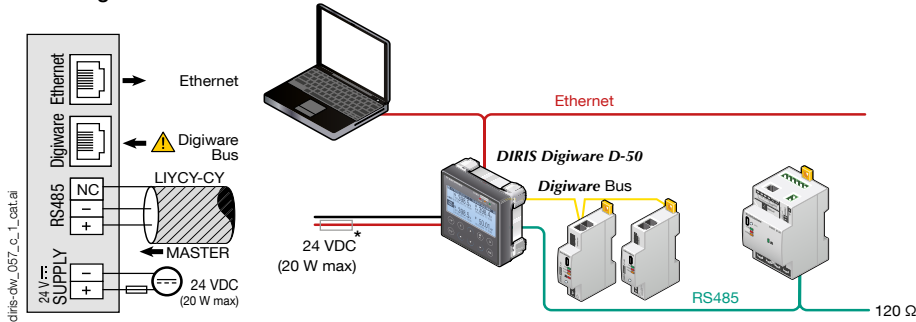 Ethernet
Ethernet
Digiware
Digiware
Bus
RS485
NC
–
+
LIYCY-CY
MASTER
24 V
SUPPLY
–
+
24 VDC
(20 W max)
diris-dw_057_c_1_cat.ai
Ethernet
DIRIS Digiware D-50
Digiware Bus
24 VDC
*
(20 W max)
RS485
120 Ω